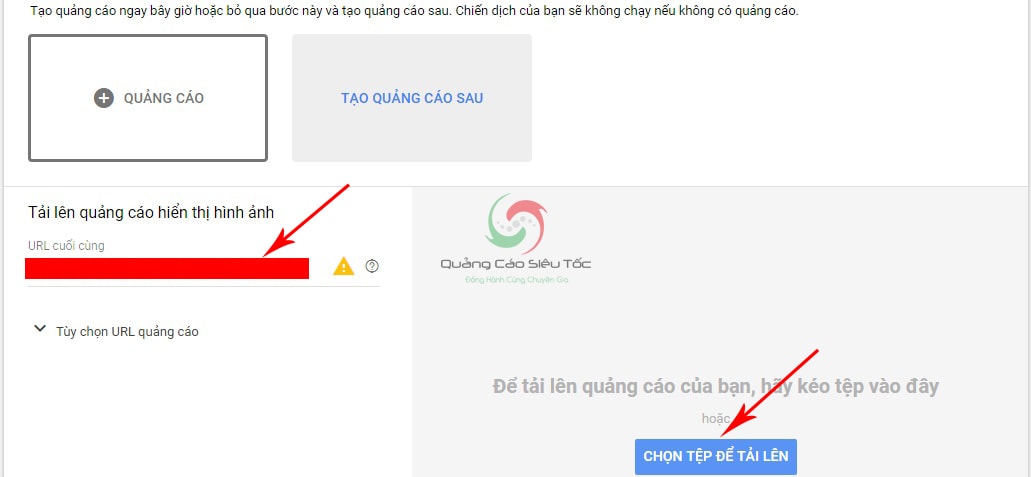 Tạo quảng cáo ngay bây giờ hoặc bỏ qua bước này và tạo quảng cáo sau. Chiến dịch của bạn sẽ không chạy nếu không có quảng cáo.
QUẢNG CÁO
TẠO QUẢNG CÁO SAU
Tải lên quảng cáo hiển thị hình ảnh
URL cuối cùng
Tùy chọn URL quảng cáo
Quảng Cáo Siêu Tốc
Đồng Hành Cùng Chuyên Gia
Để tải lên quảng cáo của bạn, hãy kéo tệp vào đây
hoặc
CHỌN TỆP ĐỂ TẢI LÊN